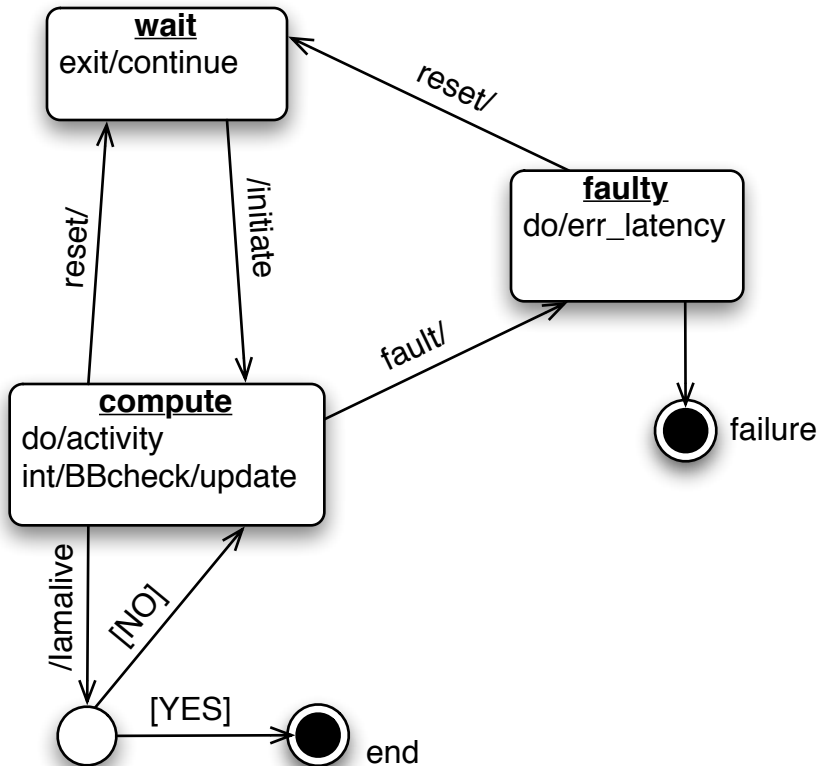 wait
exit/continue
reset/
reset/
/initiate
faulty
do/err_latency
fault/
compute
do/activity
int/BBcheck/update
failure
/Iamalive
[NO]
[YES]
end